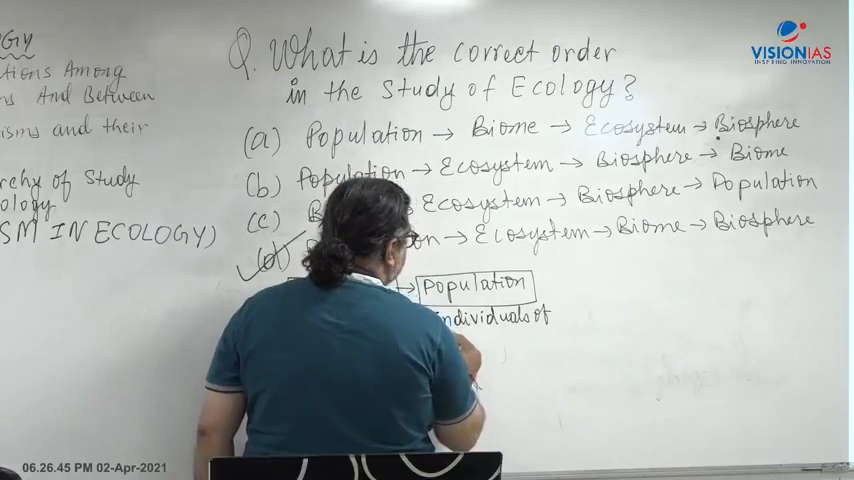 GY
tions Among
ns And Between
isms and their
rchy of Study
ology
SM IN ECOLOGY)
Q. What is the correct order
in the Study of Ecology?
(a) Population → Biome → Ecosystem → Biosphere
(b) Population → Ecosystem → Biosphere → Biome
(c) Ecosystem → Biosphere → Population
(d) on → Ecosystem → Biome → Biosphere
→ Population
individuals of
VISIONIAS
INSPIRING INNOVATION
06.26.45 PM 02-Apr-2021